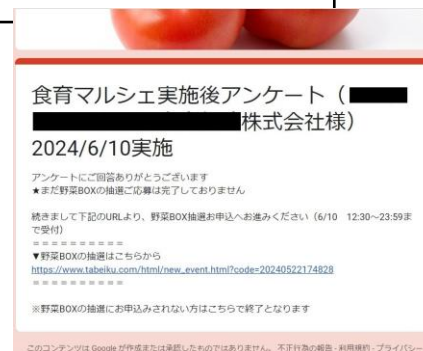 食育マルシェ実施後アンケート（
株式会社様）
2024/6/10実施
アンケートにご回答ありがとうございます
★まだ野菜BOXの抽選ご応募は完了しておりません
続きまして下記のURLより、野菜BOX抽選お申込へお進みください（6/10　12:30～23:59ま
で受付）
＝＝＝＝＝＝＝＝＝＝
▼野菜BOXの抽選はこちらから
https://www.tabeiku.com/html/new_event.html?code=20240522174828
＝＝＝＝＝＝＝＝＝＝
※野菜BOXの抽選にお申込みされない方はこちらで終了となります
このコンテンツは Google が作成または承認したものではありません。 不正行為の報告 - 利用規約 - プライバシー